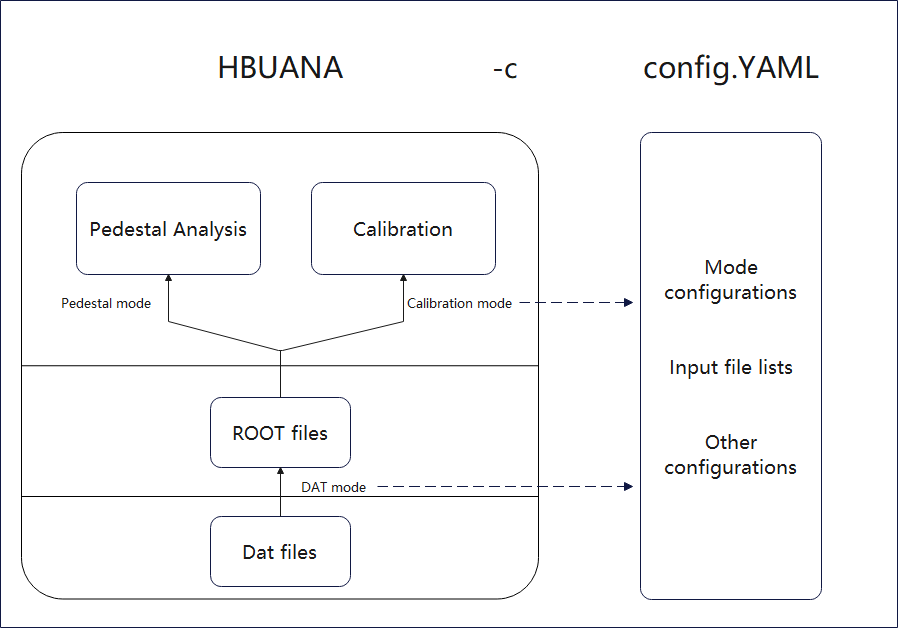 HBUANA -c config.YAML
Pedestal Analysis
Calibration
Pedestal mode
Calibration mode
ROOT files
DAT mode
Dat files
Mode
configurations
Input file lists
Other
configurations